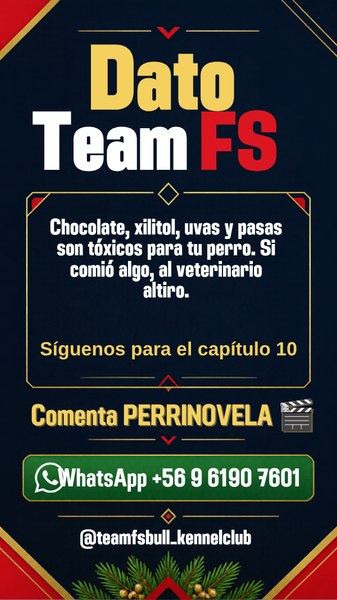 Dato
Team FS
Chocolate, xilitol, uvas y pasas
son tóxicos para tu perro. Si
comió algo, al veterinario
altiro.
Síguenos para el capítulo 10
Comenta PERRINOVELA
WhatsApp +56 9 6190 7601
@teamfsbull_kennelclub